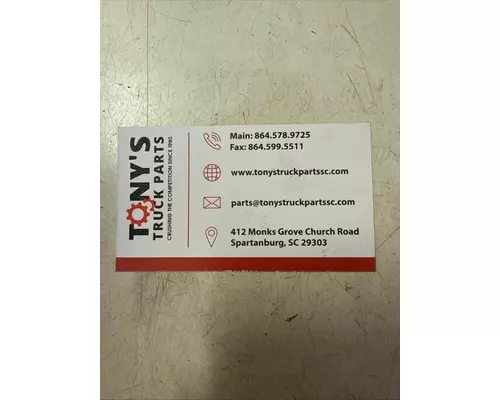 TONY'S
TRUCK PARTS
CRUSHING THE COMPETITION SINCE 1980
Main: 864.578.9725
Fax: 864.599.5511
www.tonystruckpartssc.com
parts@tonystruckpartssc.com
412 Monks Grove Church Road
Spartanburg, SC 29303